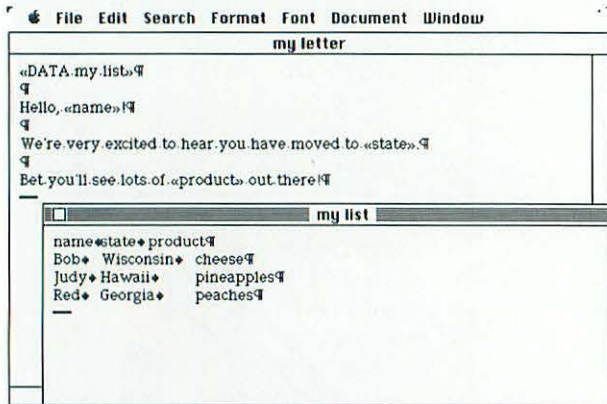 File Edit Search Format Font Document Window
my letter
«DATA my list»¶
¶
Hello, «name»!¶
¶
We're very excited to hear you have moved to «state».¶
¶
Bet you'll see lots of «product» out there!¶
my list
name♦state♦product¶
Bob♦ Wisconsin♦ cheese¶
Judy♦ Hawaii♦ pineapples¶
Red♦ Georgia♦ peaches¶